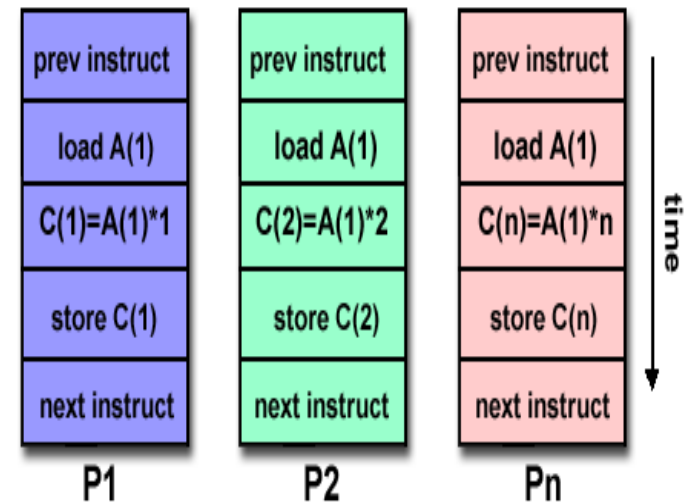 prev instruct
load A(1)
C(1)=A(1)*1
store C(1)
next instruct
P1
prev instruct
load A(1)
C(2)=A(1)*2
store C(2)
next instruct
P2
prev instruct
load A(1)
C(n)=A(1)*n
store C(n)
next instruct
Pn
time